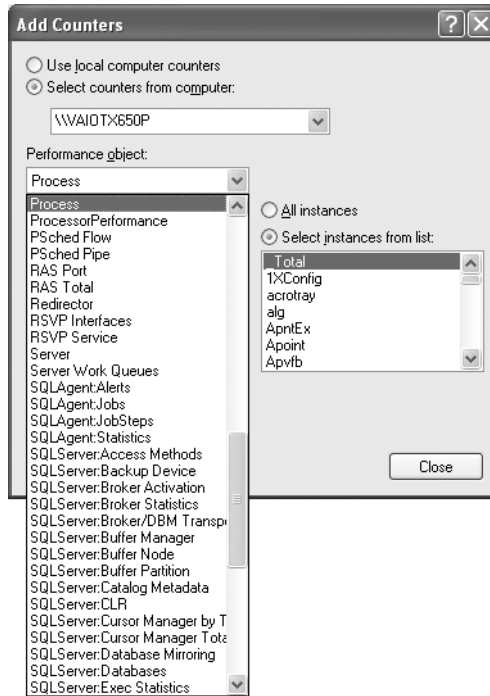 Add Counters
Use local computer counters
Select counters from computer:
\\VAIOTX650P
Performance object:
Process
Process
ProcessorPerformance
PSched Flow
PSched Pipe
RAS Port
RAS Total
Redirector
RSVP Interfaces
RSVP Service
Server
Server Work Queues
SQLAgent:Alerts
SQLAgent:Jobs
SQLAgent:JobSteps
SQLAgent:Statistics
SQLServer:Access Methods
SQLServer:Backup Device
SQLServer:Broker Activation
SQLServer:Broker Statistics
SQLServer:Broker/DBM Transp
SQLServer:Buffer Manager
SQLServer:Buffer Node
SQLServer:Buffer Partition
SQLServer:Catalog Metadata
SQLServer:CLR
SQLServer:Cursor Manager by T
SQLServer:Cursor Manager Tota
SQLServer:Database Mirroring
SQLServer:Databases
SQLServer:Exec Statistics
All instances
Select instances from list:
_Total
1XConfig
acrotray
alg
ApntEx
Apoint
Apvfb
Close